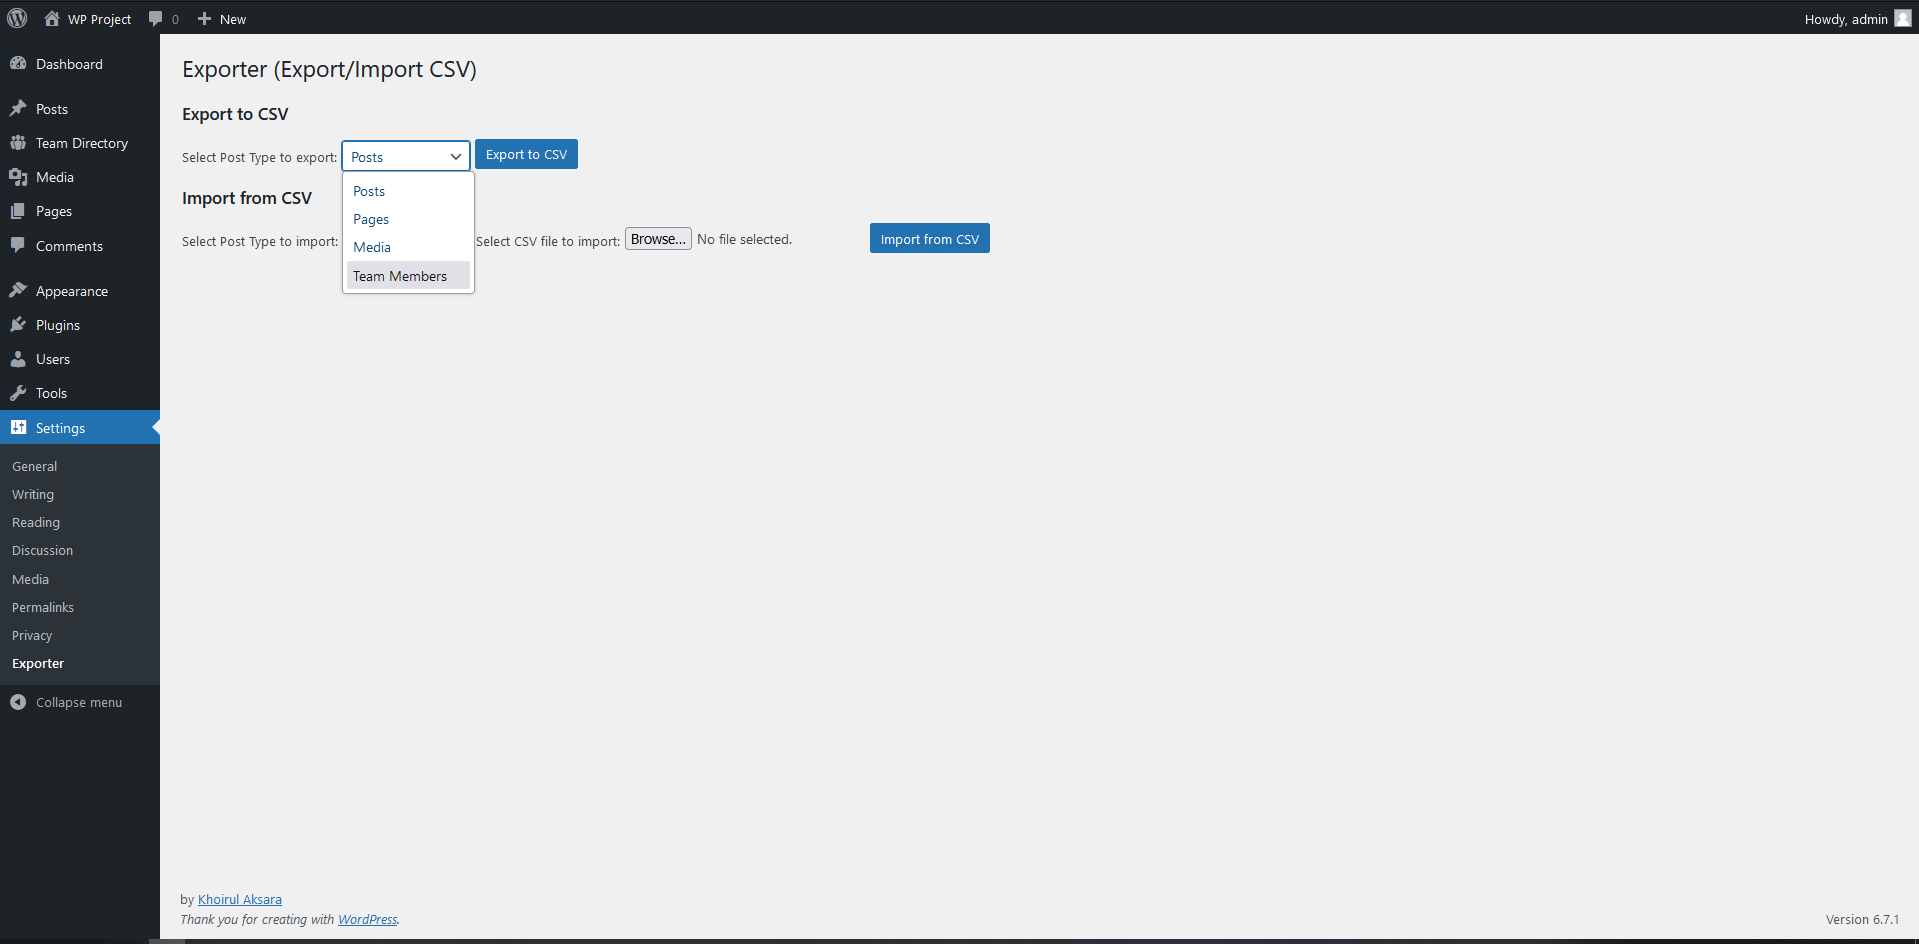 WP Project 0 New Howdy, admin
Dashboard
Posts
Team Directory
Media
Pages
Comments
Appearance
Plugins
Users
Tools
Settings
General
Writing
Reading
Discussion
Media
Permalinks
Privacy
Exporter
Collapse menu
Exporter (Export/Import CSV)
Export to CSV
Select Post Type to export: Posts Export to CSV
Posts
Pages
Media
Team Members
Import from CSV
Select Post Type to import: Select CSV file to import: Browse... No file selected. Import from CSV
by Khoirul Aksara
Thank you for creating with WordPress.
Version 6.7.1